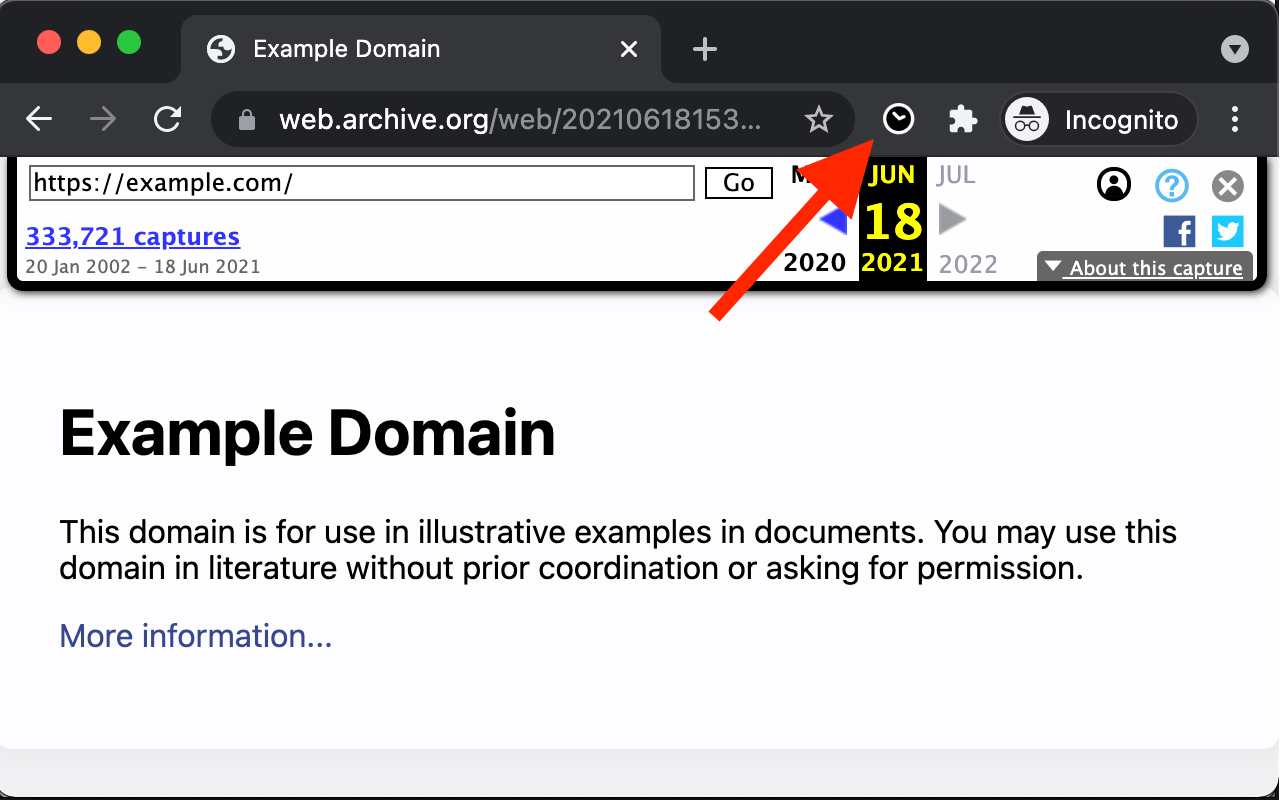 Example Domain
web.archive.org/web/20210618153...
Incognito
https://example.com/
Go
JUN
JUL
333,721 captures
18
20 Jan 2002 – 18 Jun 2021
2020
2021
2022
About this capture
Example Domain
This domain is for use in illustrative examples in documents. You may use this
domain in literature without prior coordination or asking for permission.
More information...